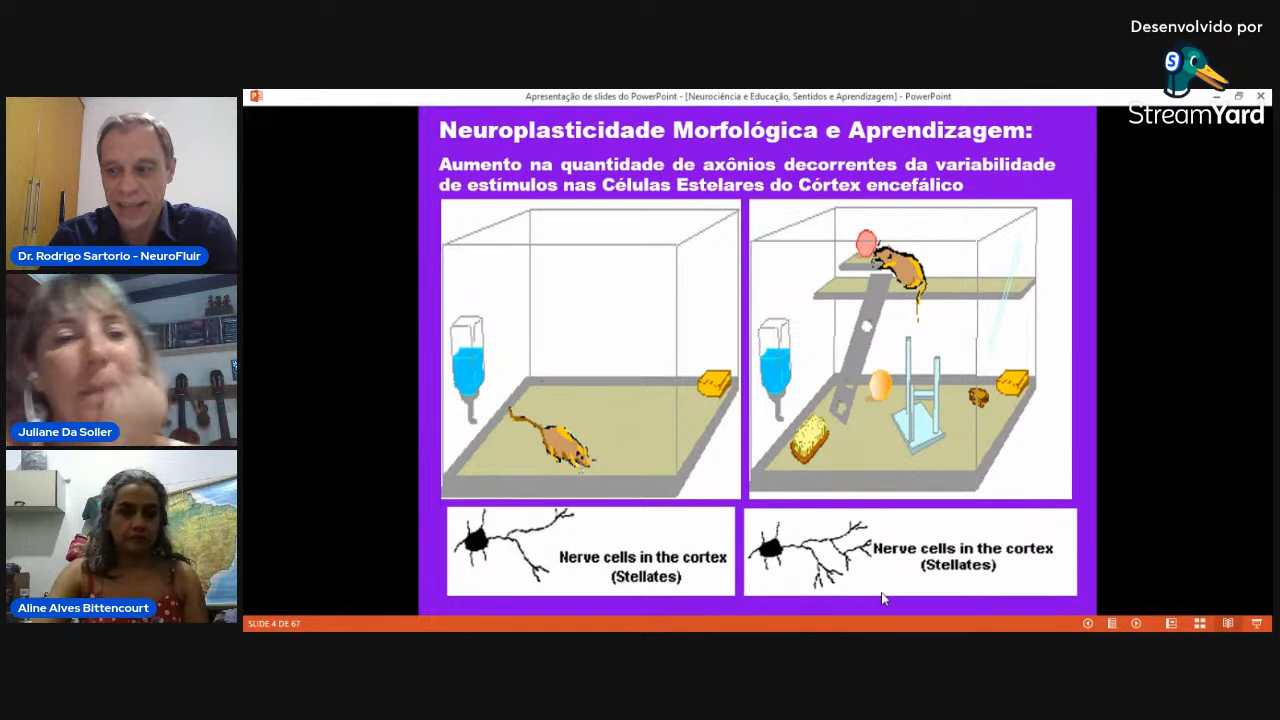 Desenvolvido por
StreamYard
Apresentação de slides do PowerPoint - [Neurociência e Educação, Sentidos e Aprendizagem] - PowerPoint
Neuroplasticidade Morfológica e Aprendizagem:
Aumento na quantidade de axônios decorrentes da variabilidade
de estímulos nas Células Estelares do Córtex encefálico
Dr. Rodrigo Sartorio - NeuroFluir
Juliane Da Soller
Aline Alves Bittencourt
Nerve cells in the cortex
(Stellates)
Nerve cells in the cortex
(Stellates)
SLIDE 4 DE 67